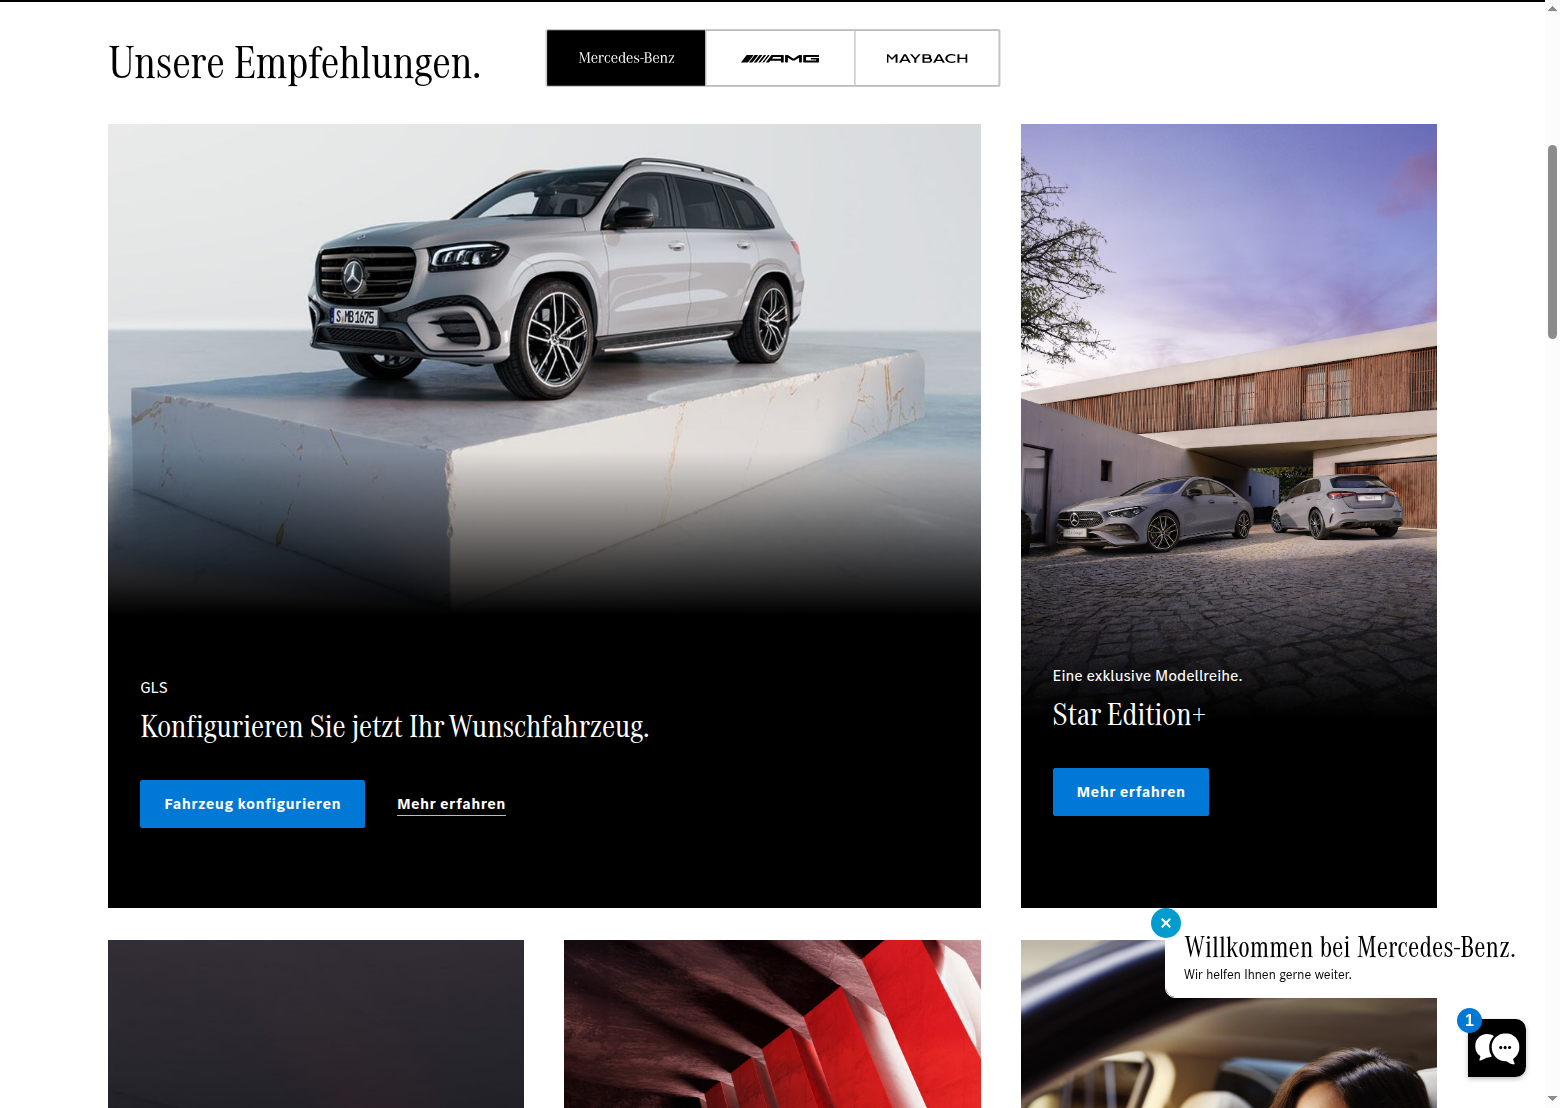 Unsere Empfehlungen.
Mercedes-Benz
AMG
MAYBACH
S MB 1675
GLS
Konfigurieren Sie jetzt Ihr Wunschfahrzeug.
Fahrzeug konfigurieren
Mehr erfahren
Eine exklusive Modellreihe.
Star Edition+
Mehr erfahren
Willkommen bei Mercedes-Benz.
Wir helfen Ihnen gerne weiter.
1